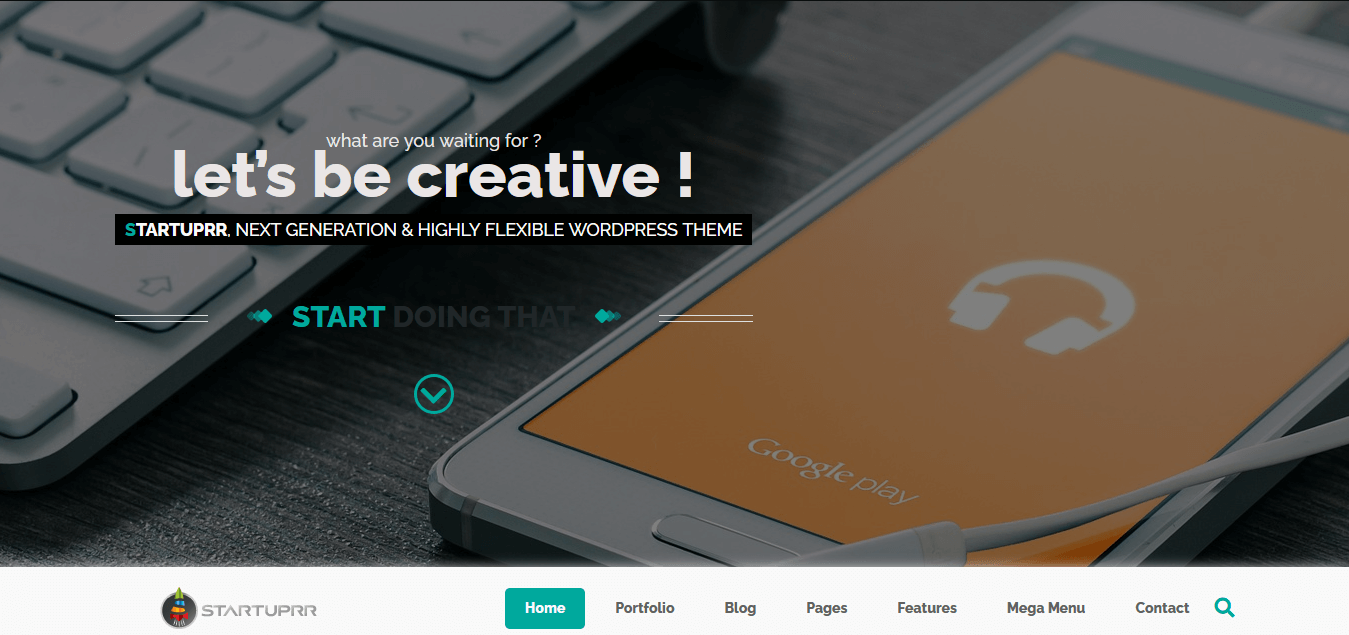 what are you waiting for ?
let’s be creative !
STARTUPRR, NEXT GENERATION & HIGHLY FLEXIBLE WORDPRESS THEME
START DOING THAT
Google play
STARTUPRR
Home Portfolio Blog Pages Features Mega Menu Contact